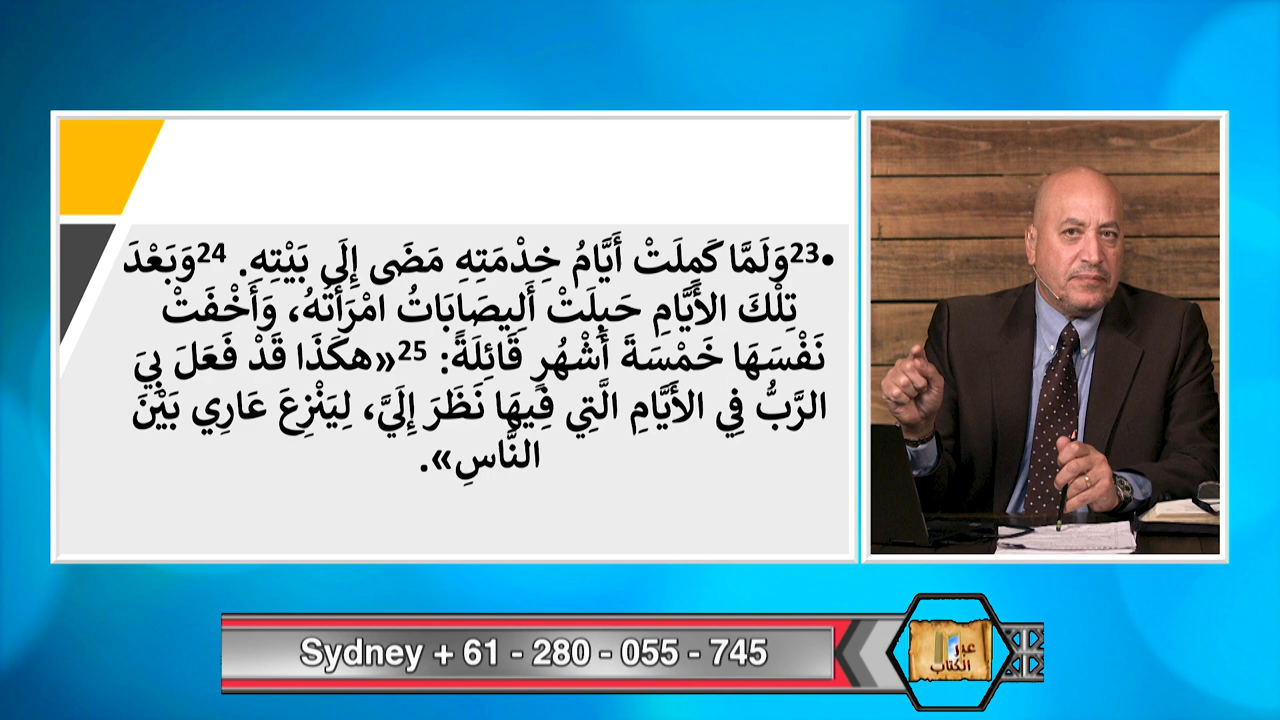 •23وَلَمَّا كَمِلَتْ أَيَّامُ خِدْمَتِهِ مَضَى إِلَى بَيْتِهِ. 24وَبَعْدَ
تِلْكَ الأَيَّامِ حَبِلَتْ أَلِيصَابَاتُ امْرَأَتُهُ، وَأَخْفَتْ
نَفْسَهَا خَمْسَةَ أَشْهُرٍ قَائِلَةً: 25«هكَذَا قَدْ فَعَلَ بِيَ
الرَّبُّ فِي الأَيَّامِ الَّتِي فِيهَا نَظَرَ إِلَيَّ، لِيَنْزِعَ عَارِي بَيْنَ
النَّاسِ».
Sydney + 61 - 280 - 055 - 745
عبر
الكتاب